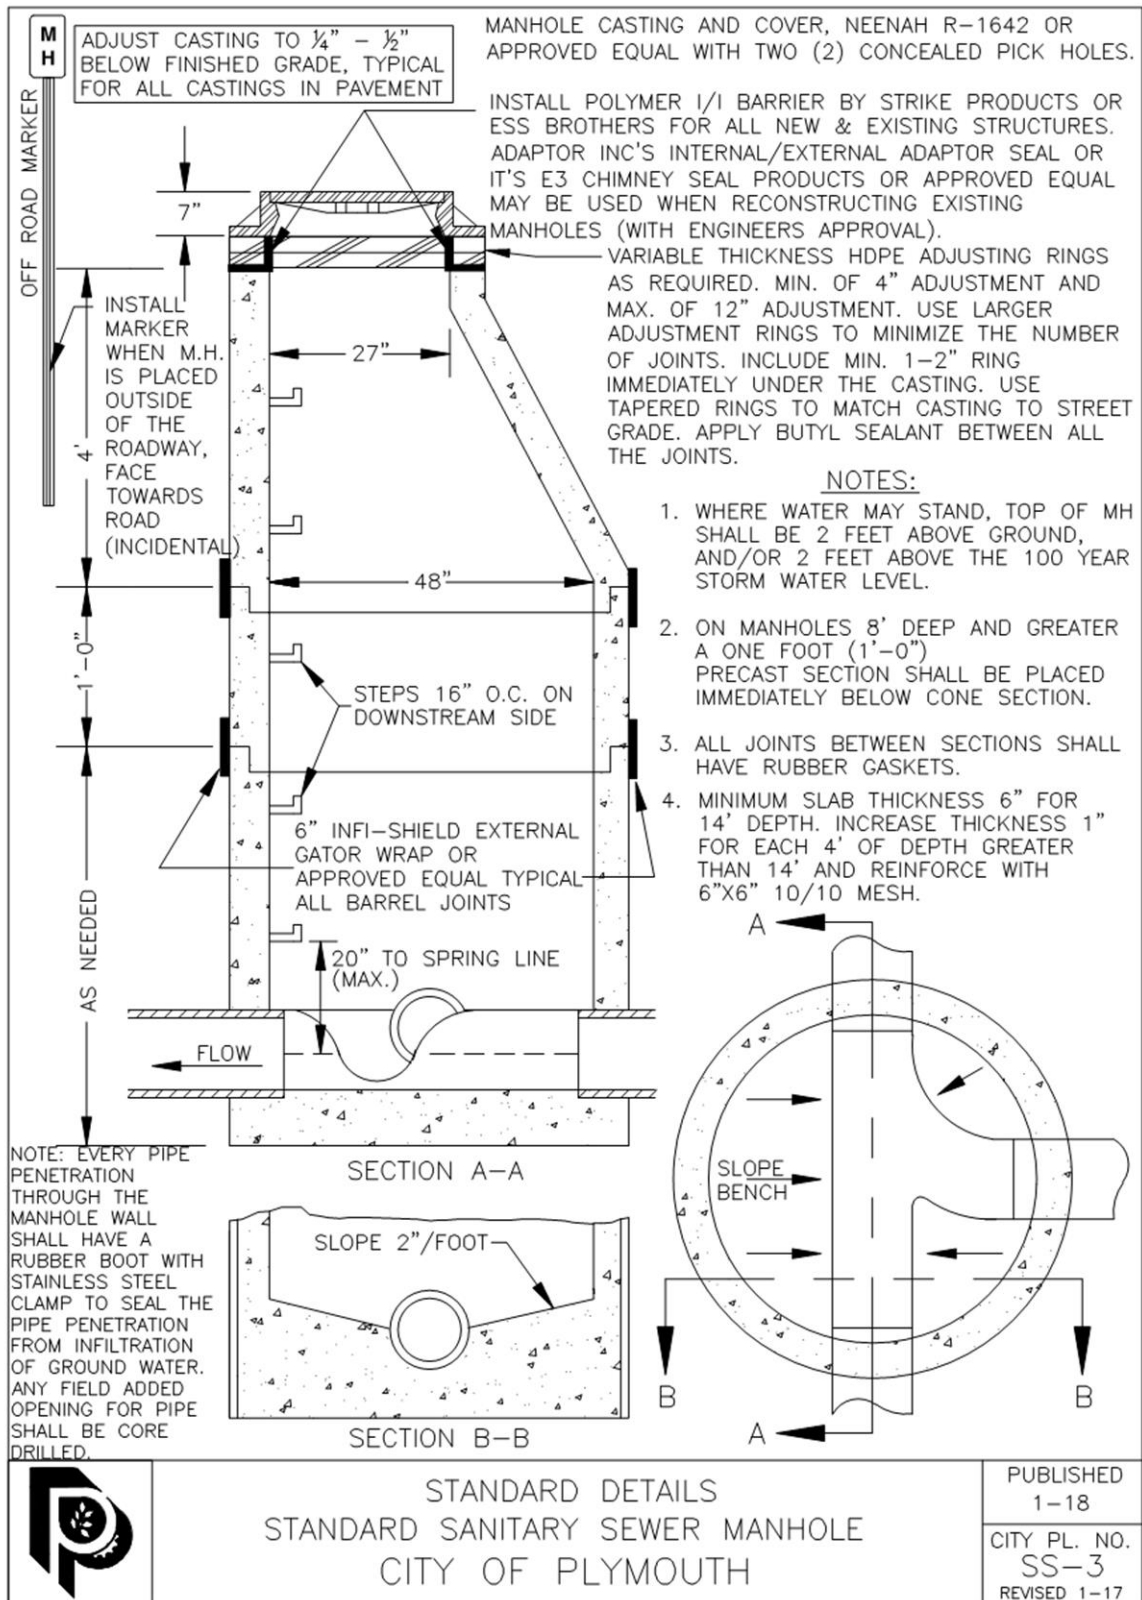 M
H
OFF ROAD MARKER
ADJUST CASTING TO ¼" – ½"
BELOW FINISHED GRADE, TYPICAL
FOR ALL CASTINGS IN PAVEMENT
MANHOLE CASTING AND COVER, NEENAH R–1642 OR
APPROVED EQUAL WITH TWO (2) CONCEALED PICK HOLES.
INSTALL POLYMER I/I BARRIER BY STRIKE PRODUCTS OR
ESS BROTHERS FOR ALL NEW & EXISTING STRUCTURES.
ADAPTOR INC'S INTERNAL/EXTERNAL ADAPTOR SEAL OR
IT'S E3 CHIMNEY SEAL PRODUCTS OR APPROVED EQUAL
MAY BE USED WHEN RECONSTRUCTING EXISTING
MANHOLES (WITH ENGINEERS APPROVAL).
VARIABLE THICKNESS HDPE ADJUSTING RINGS
AS REQUIRED. MIN. OF 4" ADJUSTMENT AND
MAX. OF 12" ADJUSTMENT. USE LARGER
ADJUSTMENT RINGS TO MINIMIZE THE NUMBER
OF JOINTS. INCLUDE MIN. 1–2" RING
IMMEDIATELY UNDER THE CASTING. USE
TAPERED RINGS TO MATCH CASTING TO STREET
GRADE. APPLY BUTYL SEALANT BETWEEN ALL
THE JOINTS.
7"
INSTALL
MARKER
WHEN M.H.
IS PLACED
OUTSIDE
OF THE
ROADWAY,
FACE
TOWARDS
ROAD
(INCIDENTAL)
27"
4'
48"
1'–0"
STEPS 16" O.C. ON
DOWNSTREAM SIDE
6" INFI–SHIELD EXTERNAL
GATOR WRAP OR
APPROVED EQUAL TYPICAL
ALL BARREL JOINTS
AS NEEDED
20" TO SPRING LINE
(MAX.)
FLOW
SECTION A–A
NOTES:
1. WHERE WATER MAY STAND, TOP OF MH
SHALL BE 2 FEET ABOVE GROUND,
AND/OR 2 FEET ABOVE THE 100 YEAR
STORM WATER LEVEL.
2. ON MANHOLES 8' DEEP AND GREATER
A ONE FOOT (1'–0")
PRECAST SECTION SHALL BE PLACED
IMMEDIATELY BELOW CONE SECTION.
3. ALL JOINTS BETWEEN SECTIONS SHALL
HAVE RUBBER GASKETS.
4. MINIMUM SLAB THICKNESS 6" FOR
14' DEPTH. INCREASE THICKNESS 1"
FOR EACH 4' OF DEPTH GREATER
THAN 14' AND REINFORCE WITH
6"X6" 10/10 MESH.
A
SLOPE
BENCH
B
B
A
NOTE: EVERY PIPE
PENETRATION
THROUGH THE
MANHOLE WALL
SHALL HAVE A
RUBBER BOOT WITH
STAINLESS STEEL
CLAMP TO SEAL THE
PIPE PENETRATION
FROM INFILTRATION
OF GROUND WATER.
ANY FIELD ADDED
OPENING FOR PIPE
SHALL BE CORE
DRILLED.
SLOPE 2"/FOOT
SECTION B–B
STANDARD DETAILS
STANDARD SANITARY SEWER MANHOLE
CITY OF PLYMOUTH
PUBLISHED
1–18
CITY PL. NO.
SS–3
REVISED 1–17